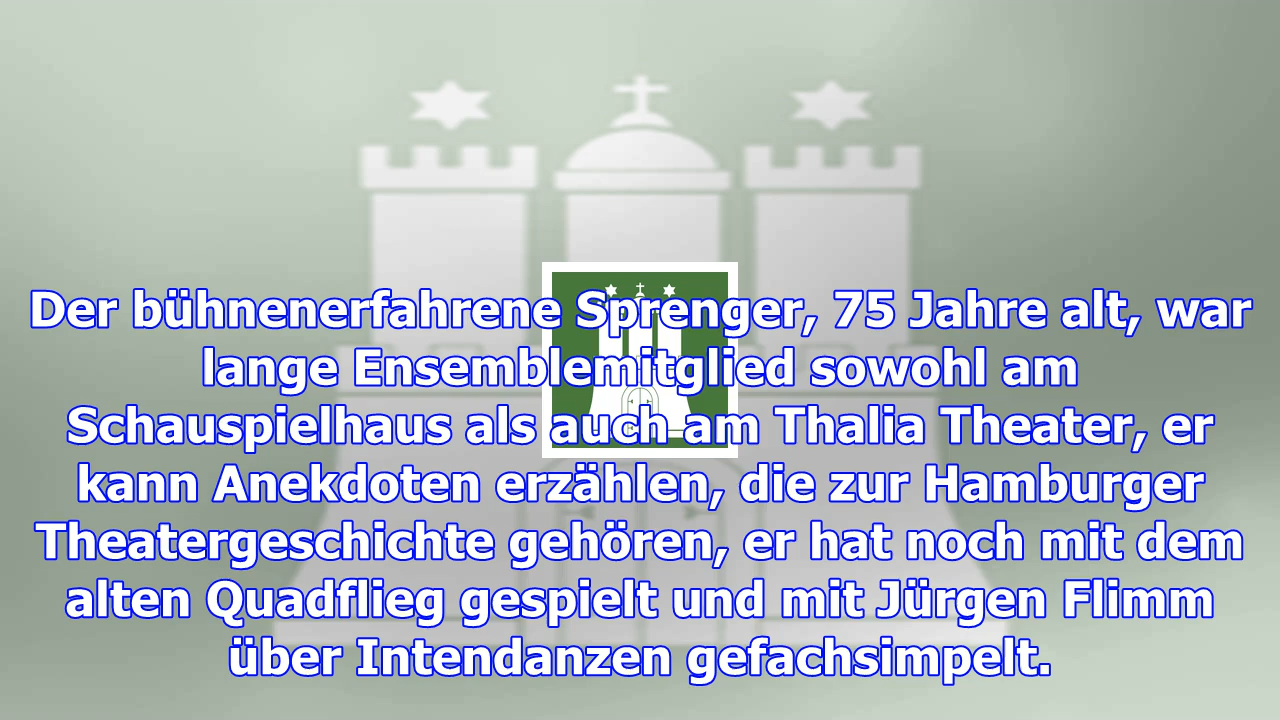 Der bühnenerfahrene Sprenger, 75 Jahre alt, war
lange Ensemblemitglied sowohl am
Schauspielhaus als auch am Thalia Theater, er
kann Anekdoten erzählen, die zur Hamburger
Theatergeschichte gehören, er hat noch mit dem
alten Quadflieg gespielt und mit Jürgen Flimm
über Intendanzen gefachsimpelt.